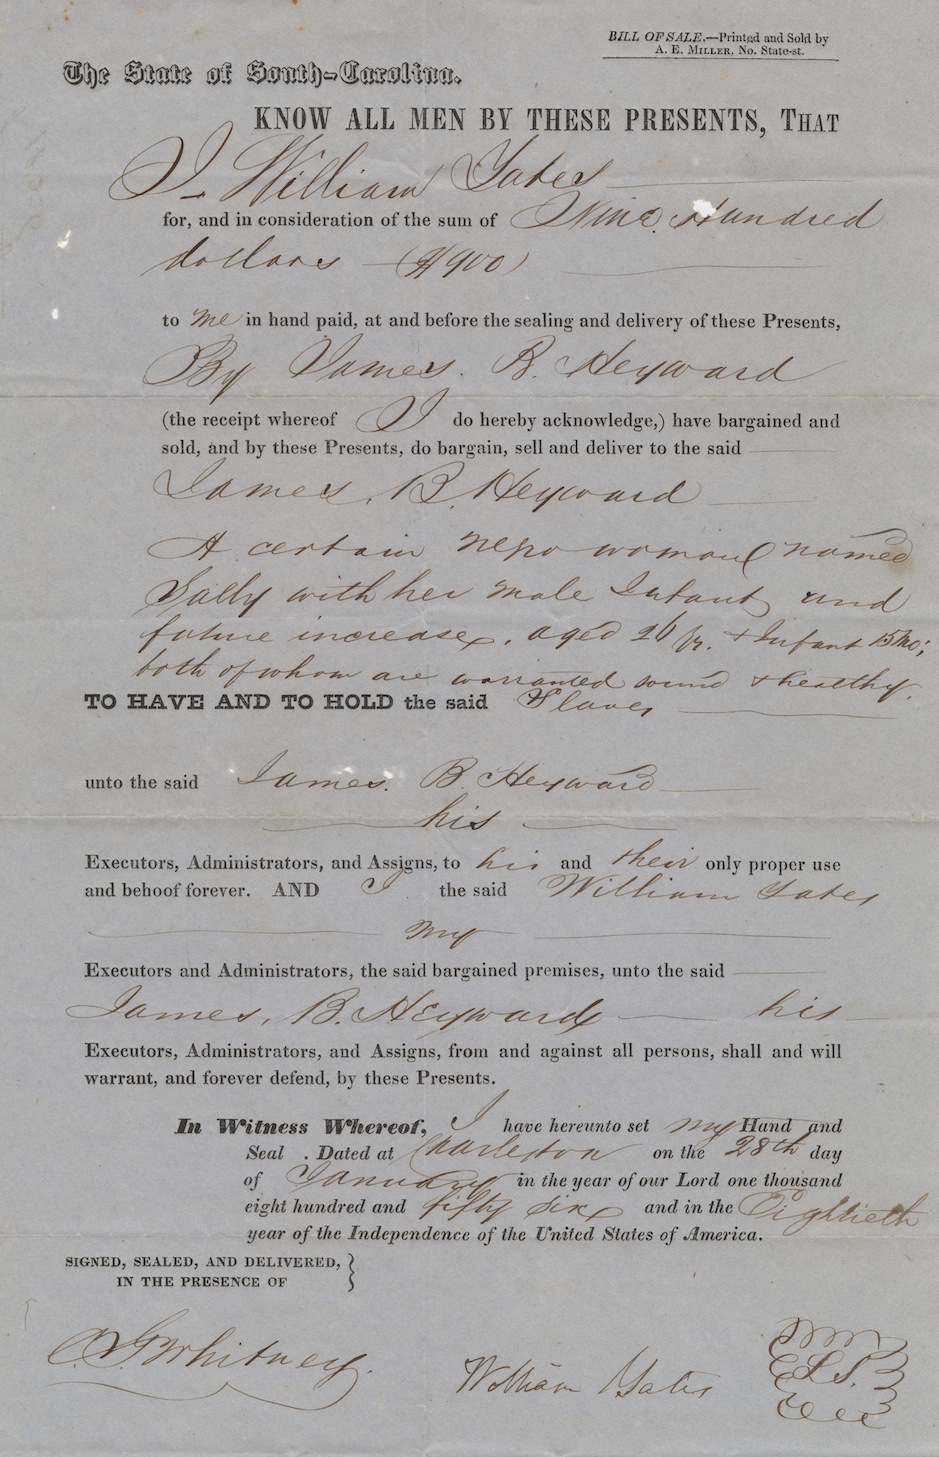 BILL OF SALE.—Printed and Sold by
A. E. MILLER, No. State-st.
The State of South-Carolina.
KNOW ALL MEN BY THESE PRESENTS, THAT
I William Yates
for, and in consideration of the sum of Nine Hundred
dollars ($900)
to me in hand paid, at and before the sealing and delivery of these Presents,
By James. B. Heyward
(the receipt whereof I do hereby acknowledge,) have bargained and
sold, and by these Presents, do bargain, sell and deliver to the said
James. B. Heyward
A certain negro woman named
Sally with her male Infant and
future increase, aged 20 yr. & Infant 15 Mo;
both of whom are warranted sound & healthy.
TO HAVE AND TO HOLD the said Slaves
unto the said James. B. Heyward
his
Executors, Administrators, and Assigns, to his and their only proper use
and behoof forever. AND I the said William Yates
my
Executors and Administrators, the said bargained premises, unto the said
James. B. Heyward his
Executors, Administrators, and Assigns, from and against all persons, shall and will
warrant, and forever defend, by these Presents.
In Witness Whereof, I have hereunto set my Hand and
Seal . Dated at Charleston on the 28th day
of January in the year of our Lord one thousand
eight hundred and fifty six and in the Eightieth
year of the Independence of the United States of America.
SIGNED, SEALED, AND DELIVERED,
IN THE PRESENCE OF
Whitney.
William Yates
L.S.